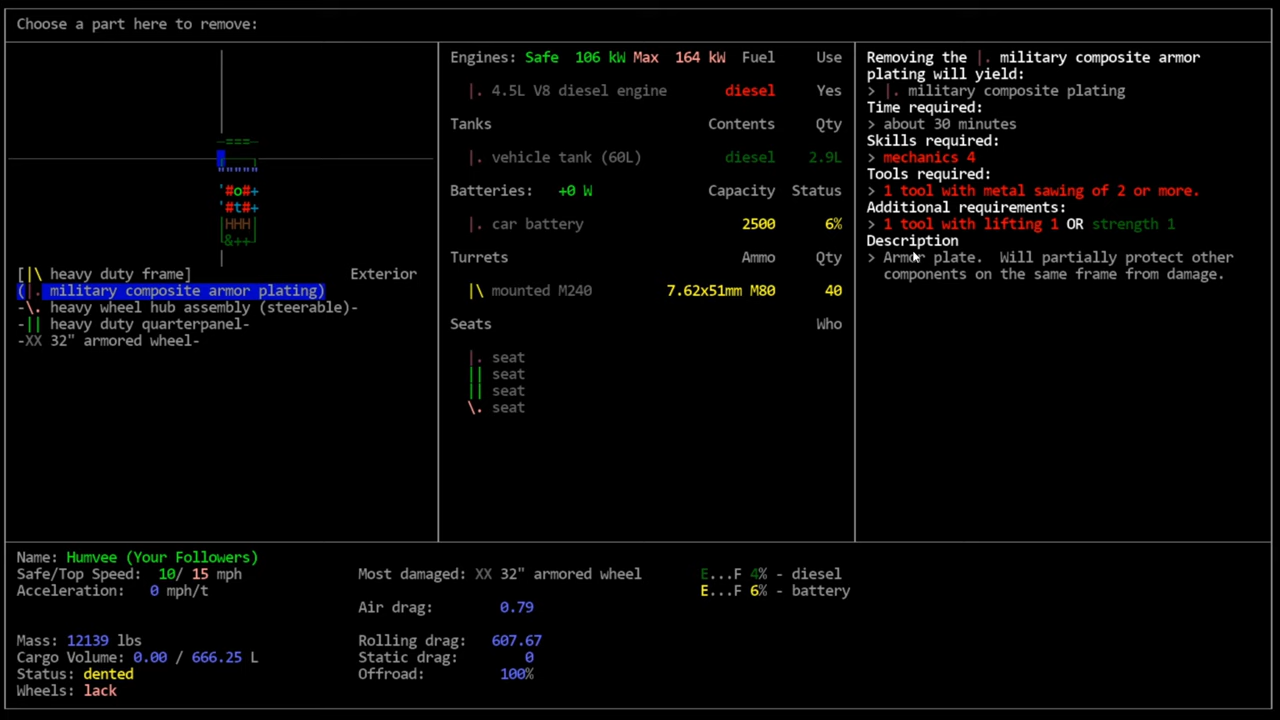 Choose a part here to remove:
===
'#o#+
'#t#+
|HHH|
&++|
[|\ heavy duty frame] Exterior
(|. military composite armor plating)
-\. heavy wheel hub assembly (steerable)-
-|| heavy duty quarterpanel-
-XX 32" armored wheel-
Engines: Safe 106 kW Max 164 kW Fuel Use
|. 4.5L V8 diesel engine diesel Yes
Tanks Contents Qty
|. vehicle tank (60L) diesel 2.9L
Batteries: +0 W Capacity Status
|. car battery 2500 6%
Turrets Ammo Qty
|\ mounted M240 7.62x51mm M80 40
Seats Who
|. seat
|| seat
|| seat
\. seat
Removing the |. military composite armor
plating will yield:
> |. military composite plating
Time required:
> about 30 minutes
Skills required:
> mechanics 4
Tools required:
> 1 tool with metal sawing of 2 or more.
Additional requirements:
> 1 tool with lifting 1 OR strength 1
Description
> Armor plate. Will partially protect other
components on the same frame from damage.
Name: Humvee (Your Followers)
Safe/Top Speed: 10/ 15 mph
Acceleration: 0 mph/t
Mass: 12139 lbs
Cargo Volume: 0.00 / 666.25 L
Status: dented
Wheels: lack
Most damaged: XX 32" armored wheel
Air drag: 0.79
Rolling drag: 607.67
Static drag: 0
Offroad: 100%
E...F 4% - diesel
E...F 6% - battery